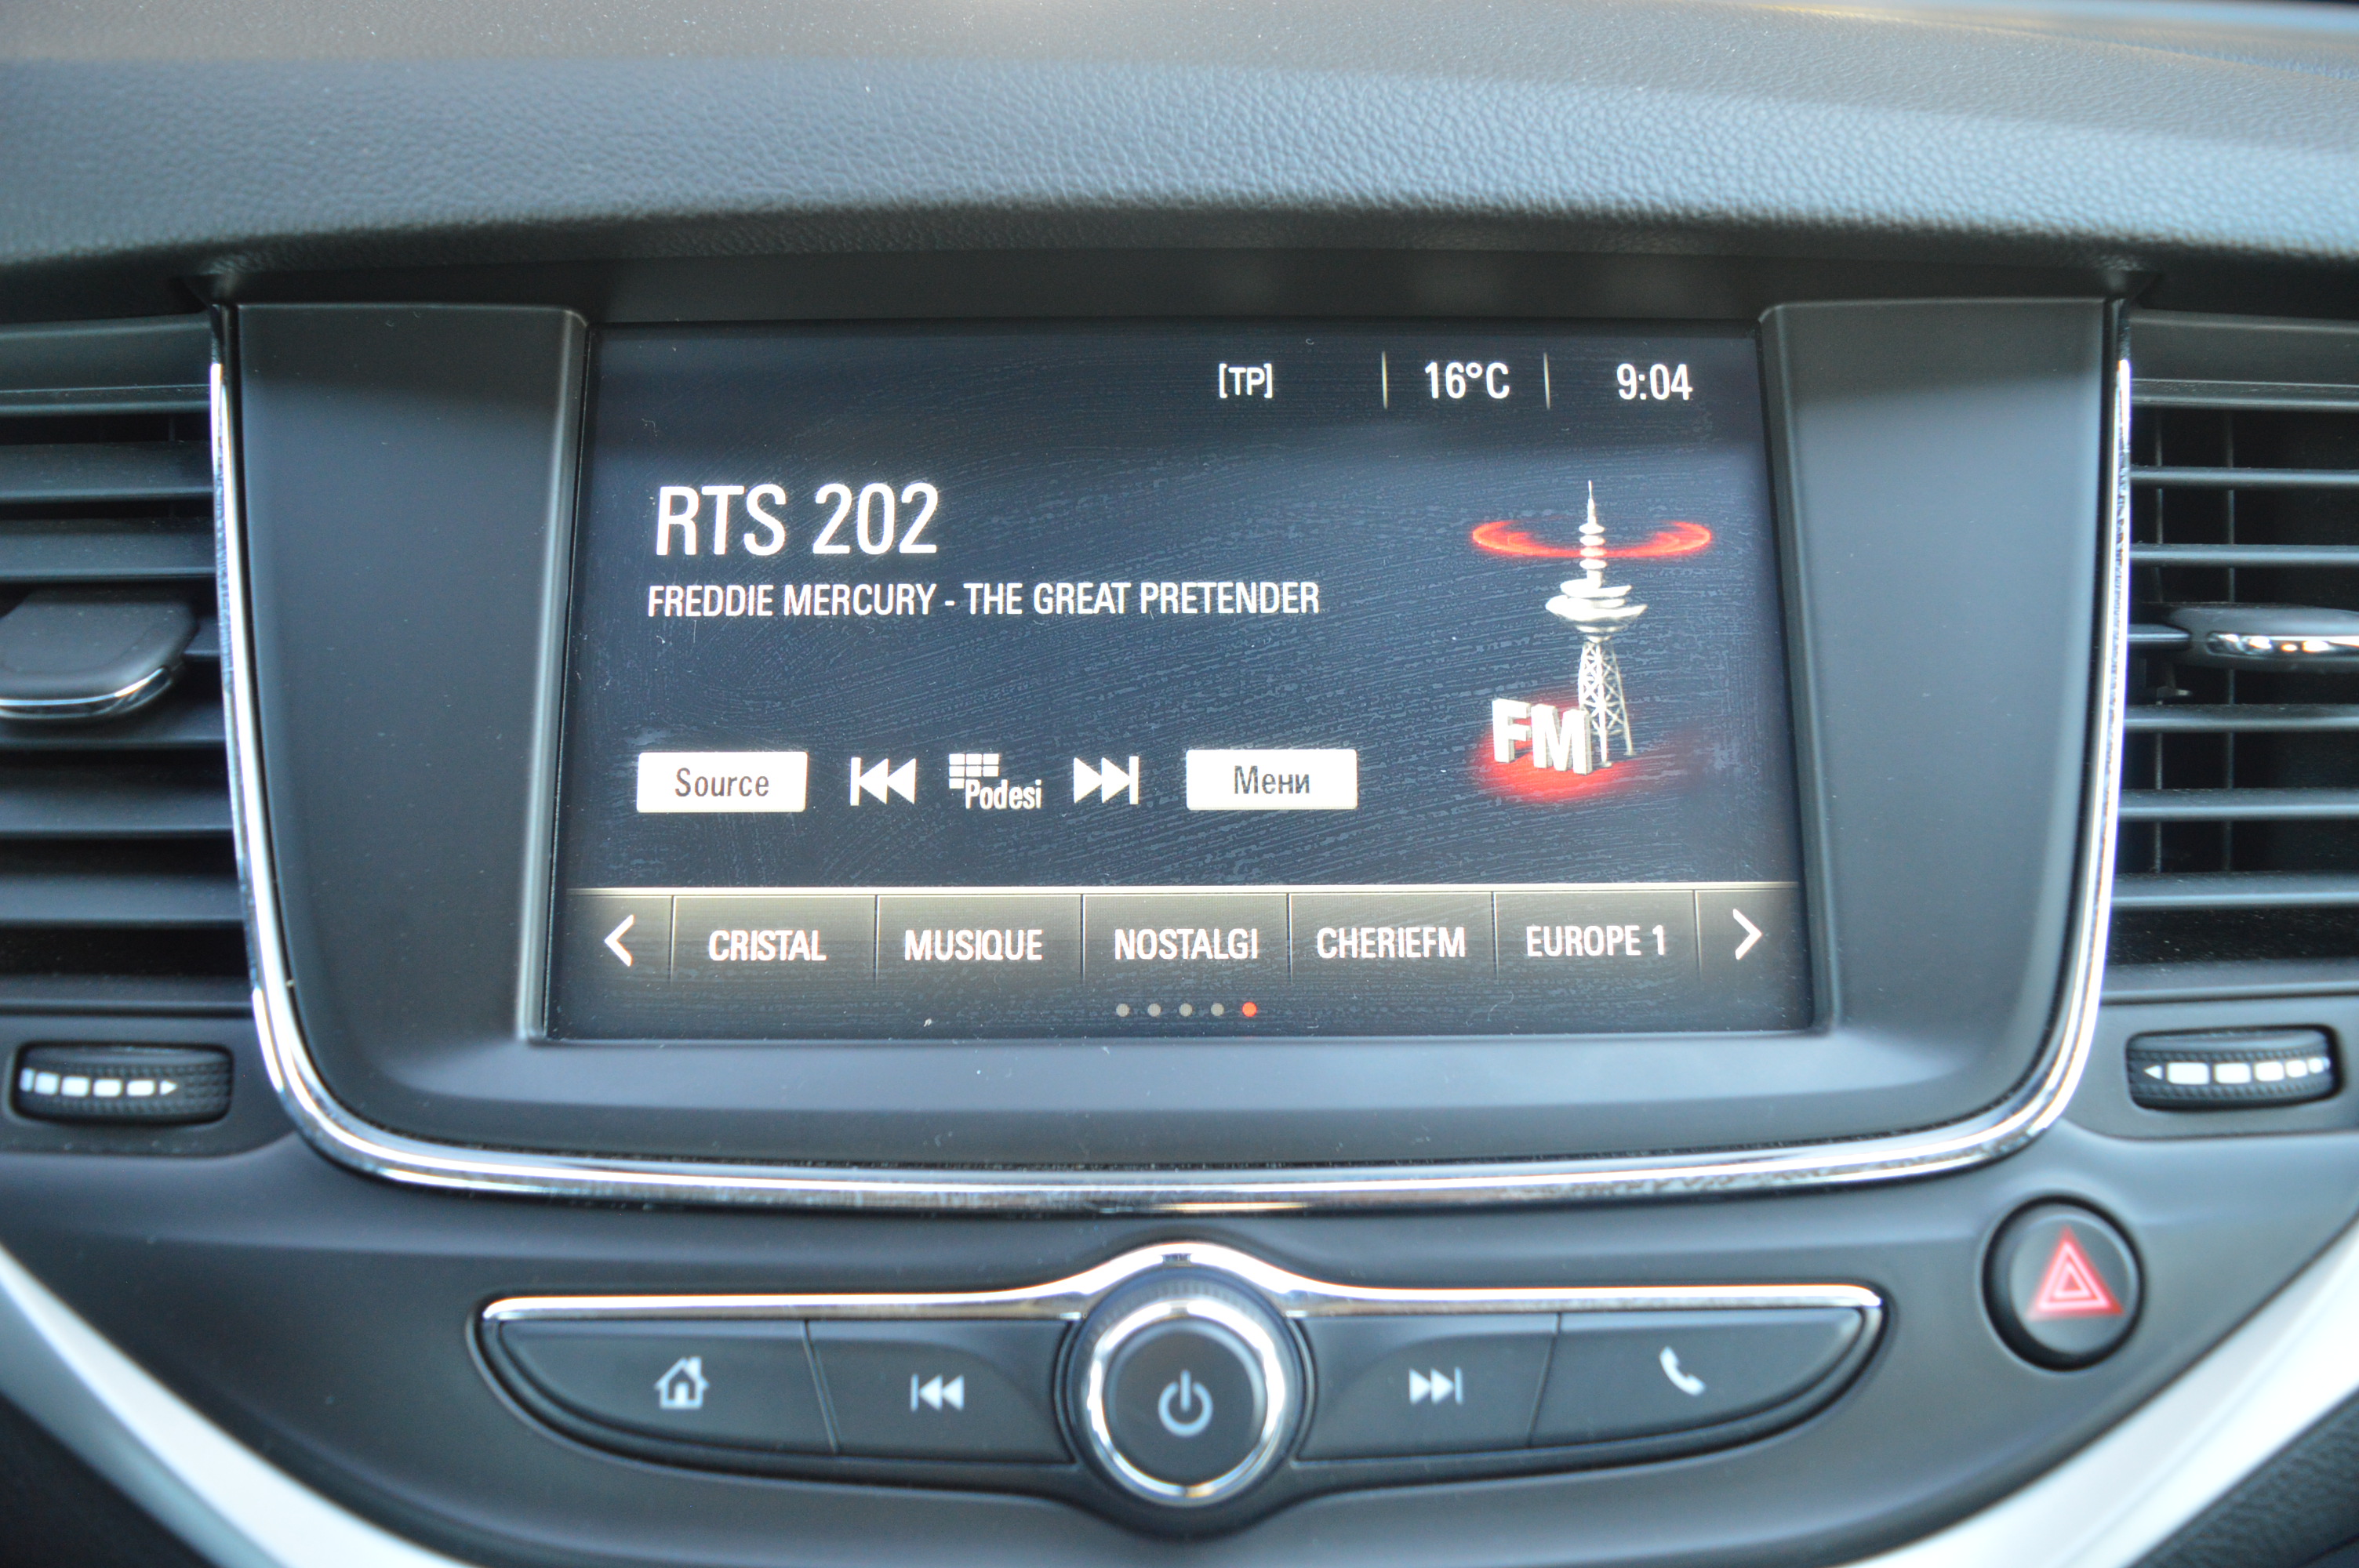 [TP] 16°C 9:04
RTS 202
FREDDIE MERCURY - THE GREAT PRETENDER
FM
Source Podesi Мени
CRISTAL MUSIQUE NOSTALGI CHERIEFM EUROPE 1